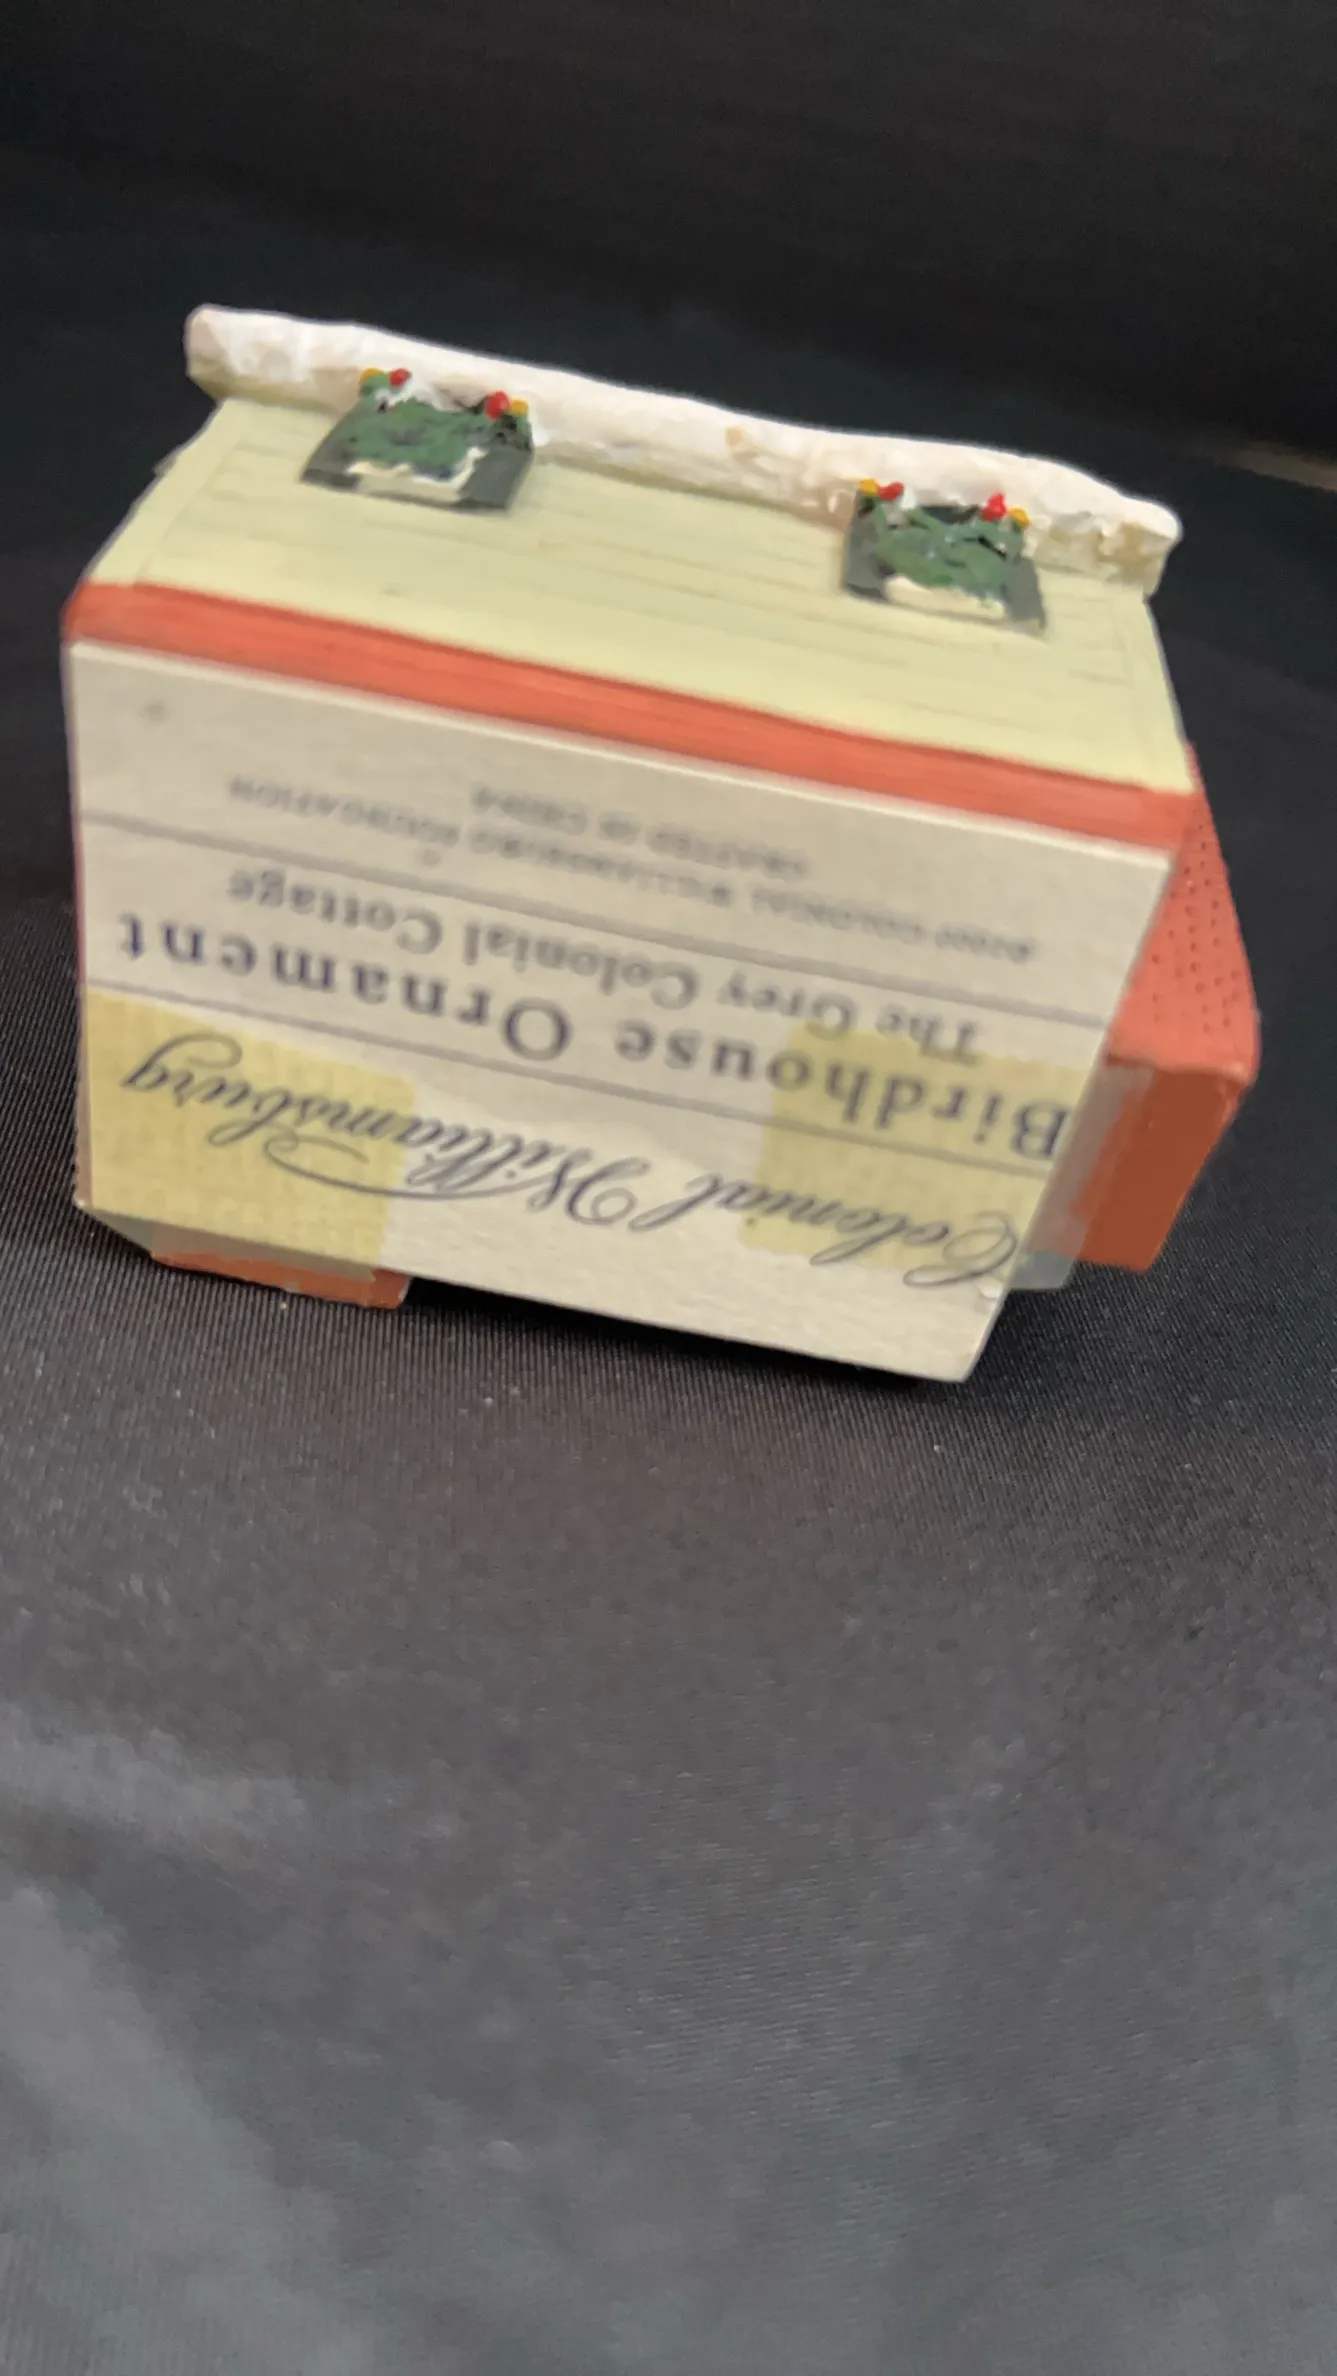 Colonial Williamsburg
Birdhouse Ornament
The Grey Colonial Cottage
COLONIAL WILLIAMSBURG FOUNDATION
CRAFTED IN CHINA